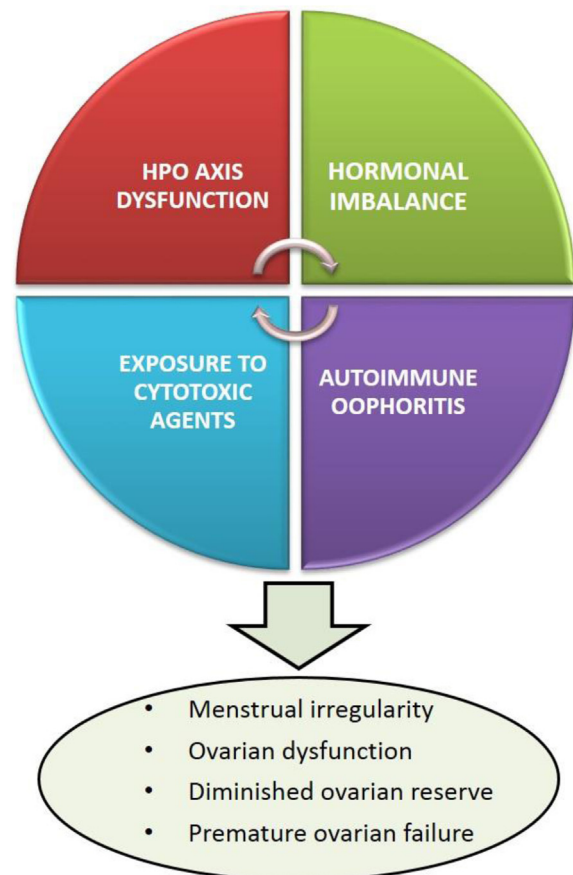 HPO AXIS
DYSFUNCTION
HORMONAL
IMBALANCE
EXPOSURE TO
CYTOTOXIC
AGENTS
AUTOIMMUNE
OOPHORITIS
• Menstrual irregularity
• Ovarian dysfunction
• Diminished ovarian reserve
• Premature ovarian failure